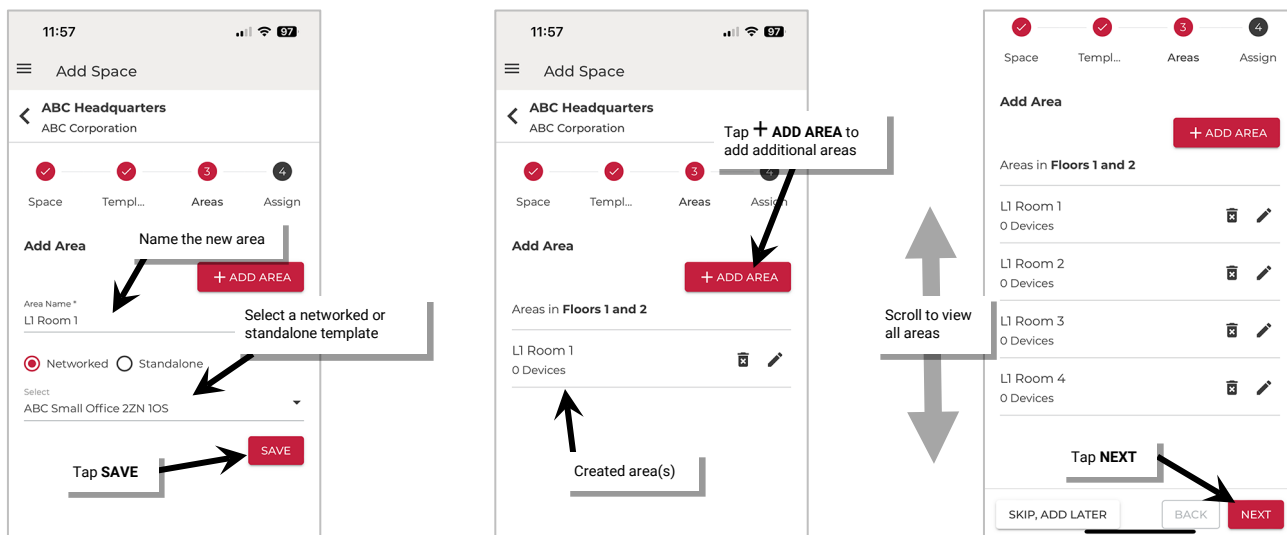 11:57
97
Add Space
ABC Headquarters
ABC Corporation
3
4
Space
Templ...
Areas
Assign
Add Area
Name the new area
+ ADD AREA
Area Name *
L1 Room 1
Select a networked or
standalone template
Networked
Standalone
Select
ABC Small Office 2ZN 1OS
SAVE
Tap SAVE
11:57
97
Add Space
ABC Headquarters
ABC Corporation
Tap + ADD AREA to
add additional areas
3
4
Space
Templ...
Areas
Assign
Add Area
+ ADD AREA
Areas in Floors 1 and 2
L1 Room 1
0 Devices
Created area(s)
3
4
Space
Templ...
Areas
Assign
Add Area
+ ADD AREA
Areas in Floors 1 and 2
L1 Room 1
0 Devices
L1 Room 2
0 Devices
Scroll to view
all areas
L1 Room 3
0 Devices
L1 Room 4
0 Devices
Tap NEXT
SKIP, ADD LATER
BACK
NEXT